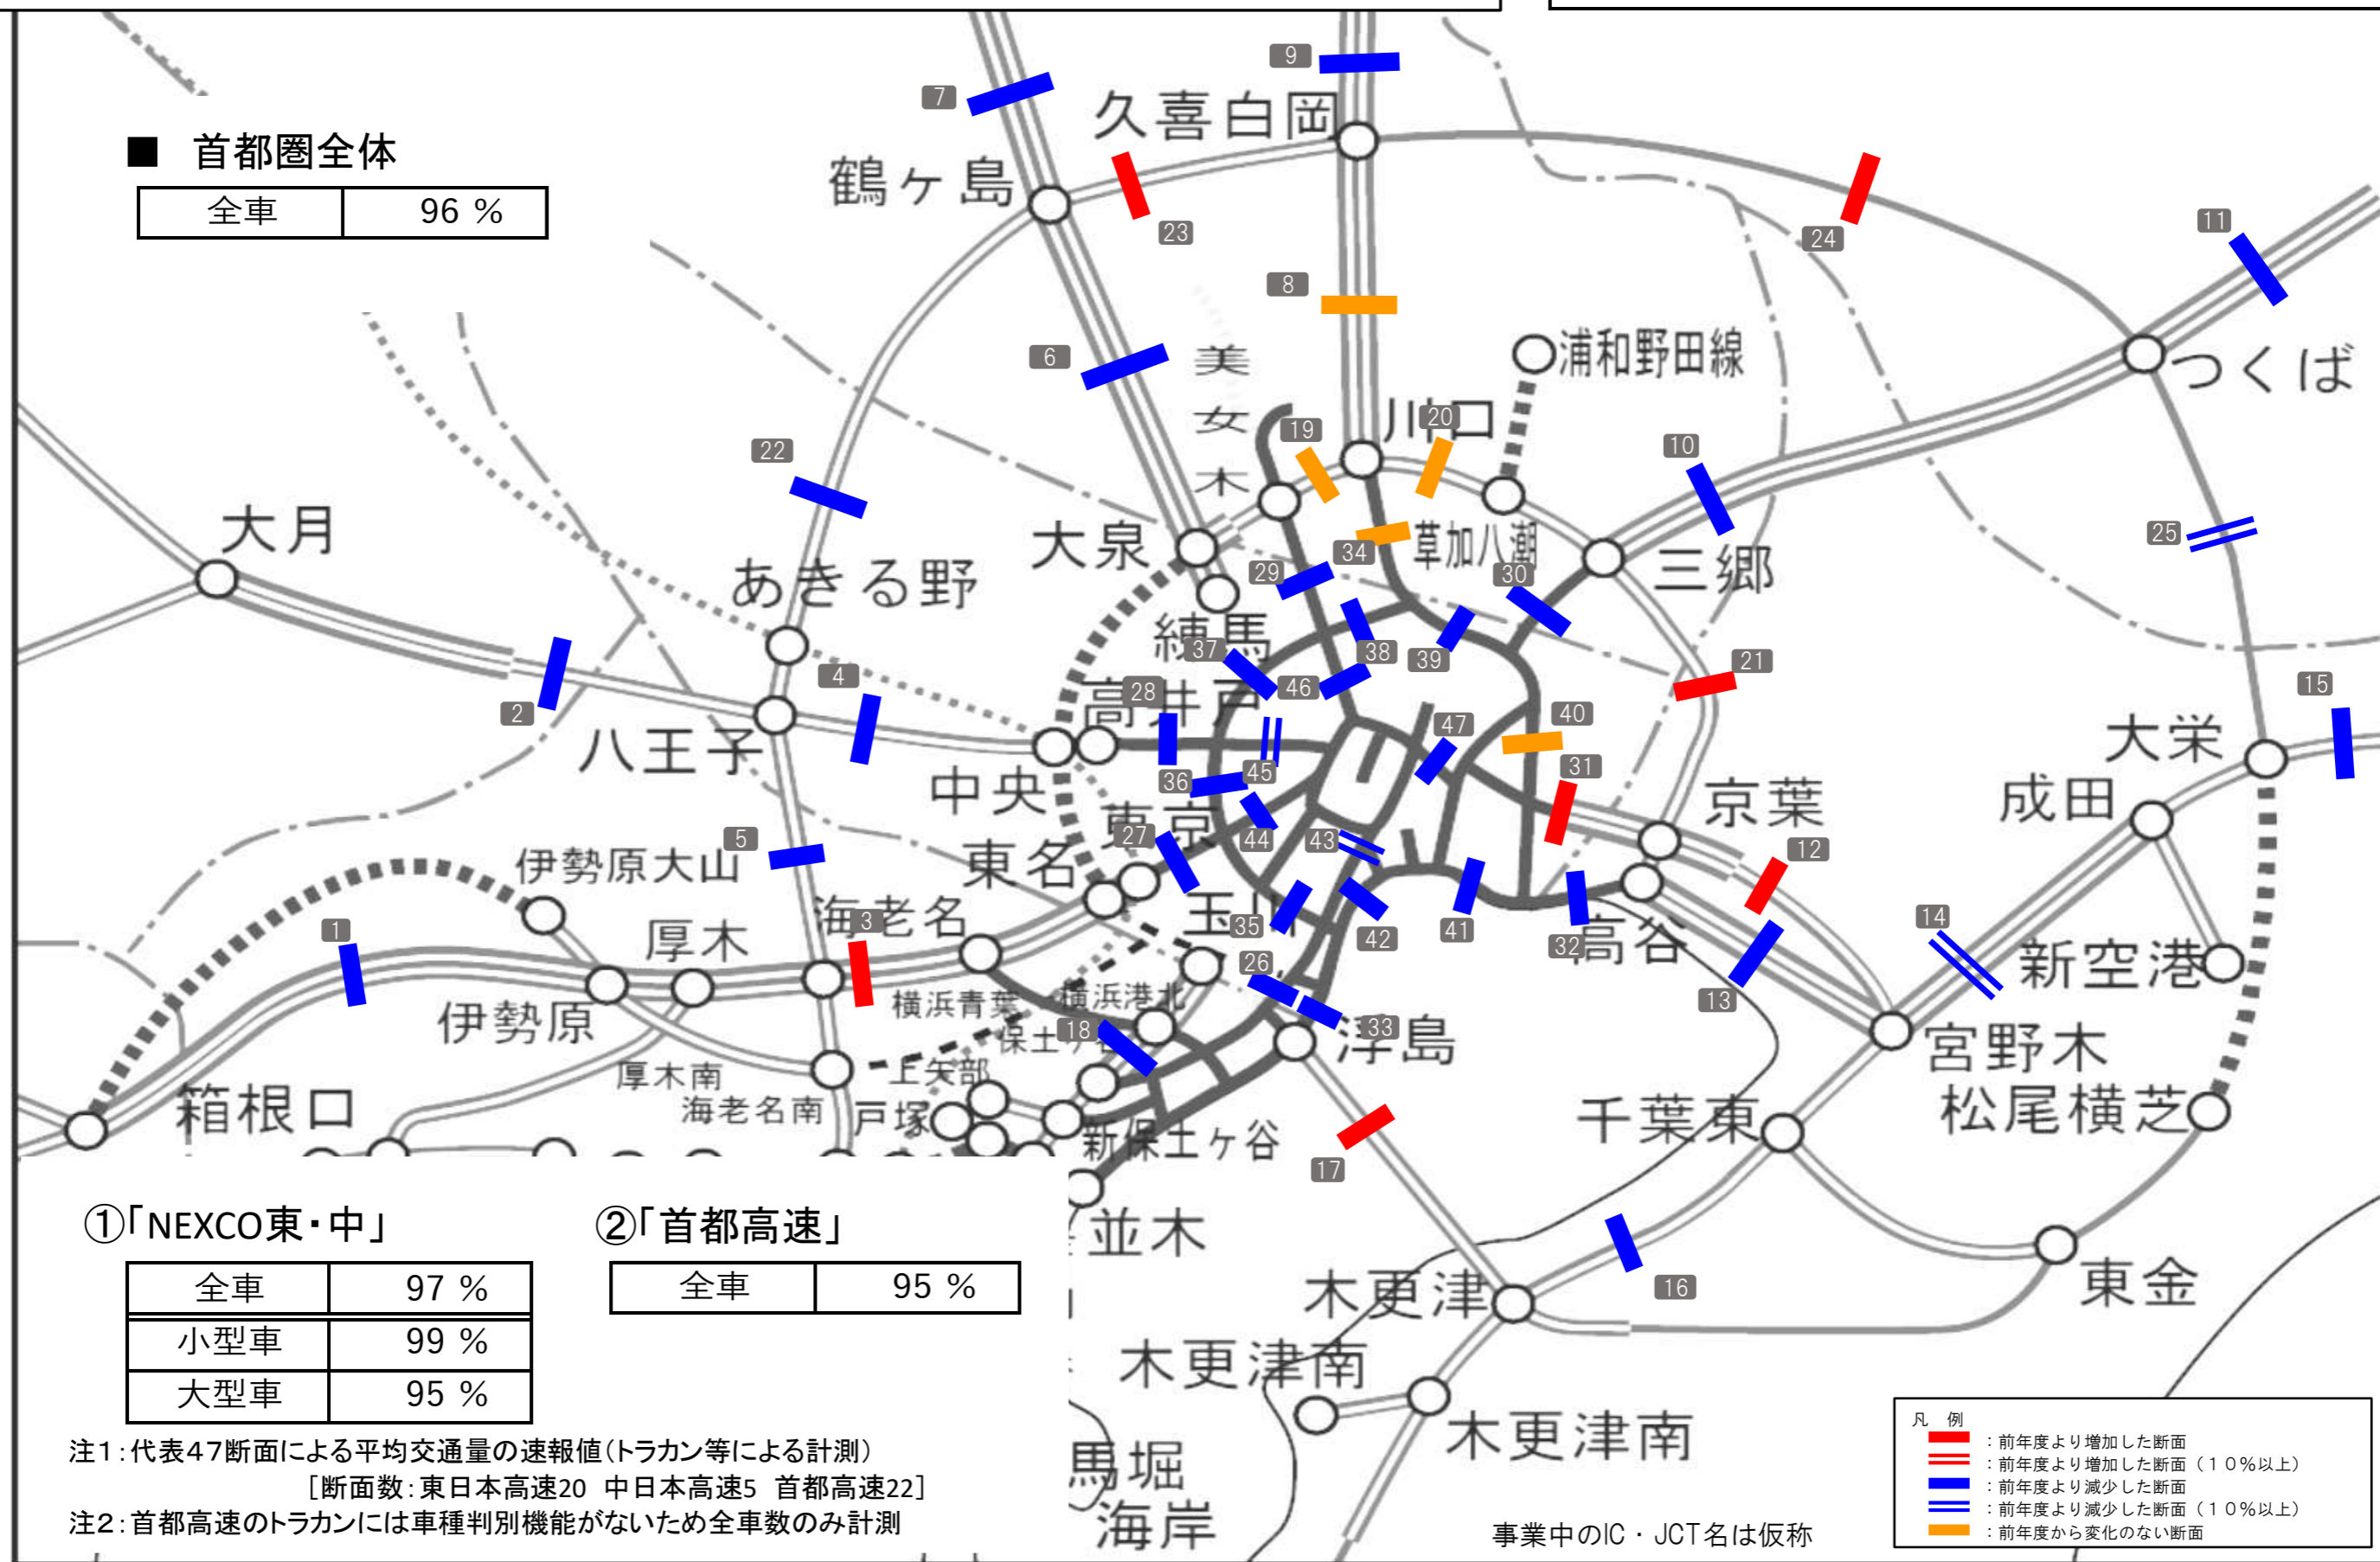 ■ 首都圏全体
全車 96 %
9
7
久喜白岡
鶴ヶ島
23
24
11
8
6
美女木
浦和野田線
つくば
川口
19
20
10
22
25
大月
大泉
34
草加八潮
三郷
29
30
あきる野
練馬
37
38
39
21
4
28
高井戸
46
15
2
47
40
大栄
八王子
45
31
36
中央
京葉
成田
東京
5
27
44
43
12
伊勢原大山
東名
14
1
厚木
海老名
3
玉川
35
42
41
32
高谷
新空港
26
13
横浜青葉
横浜港北
伊勢原
18
33
浮島
宮野木
厚木南
上矢部
箱根口
海老名南
戸塚
新保土ヶ谷
千葉東
松尾横芝
17
並木
16
木更津
東金
木更津南
木更津南
馬堀
海岸
①「NEXCO東・中」
全車 97 %
小型車 99 %
大型車 95 %
②「首都高速」
全車 95 %
注1:代表47断面による平均交通量の速報値(トラカン等による計測)
[断面数:東日本高速20 中日本高速5 首都高速22]
注2:首都高速のトラカンには車種判別機能がないため全車数のみ計測
事業中のIC・JCT名は仮称
凡 例
:前年度より増加した断面
:前年度より増加した断面(10%以上)
:前年度より減少した断面
:前年度より減少した断面(10%以上)
:前年度から変化のない断面